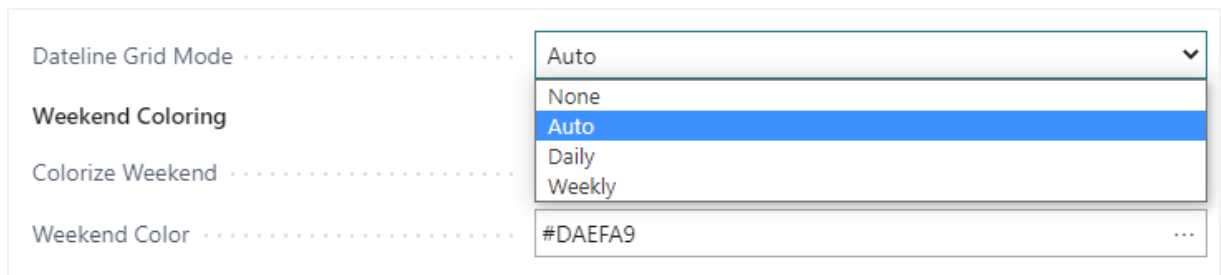 Dateline Grid Mode Auto
None
Weekend Coloring
Auto
Daily
Colorize Weekend
Weekly
Weekend Color #DAEFA9 ...